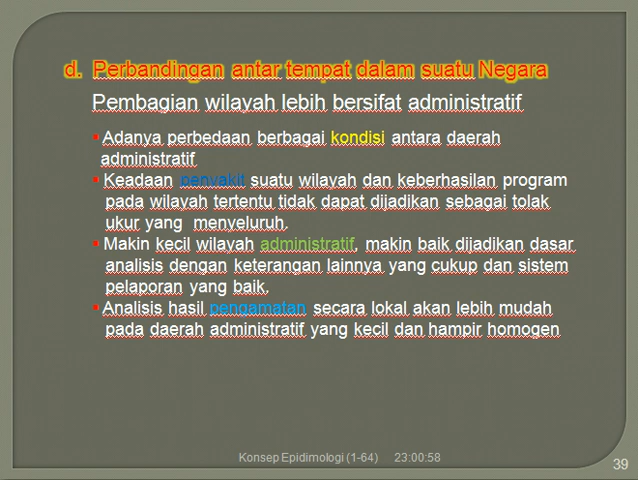 d. Perbandingan antar tempat dalam suatu Negara
Pembagian wilayah lebih bersifat administratif
• Adanya perbedaan berbagai kondisi antara daerah
administratif
• Keadaan penyakit suatu wilayah dan keberhasilan program
pada wilayah tertentu tidak dapat dijadikan sebagai tolak
ukur yang menyeluruh.
• Makin kecil wilayah administratif, makin baik dijadikan dasar
analisis dengan keterangan lainnya yang cukup dan sistem
pelaporan yang baik.
• Analisis hasil pengamatan secara lokal akan lebih mudah
pada daerah administratif yang kecil dan hampir homogen
Konsep Epidimologi (1-64) 23:00:58
39